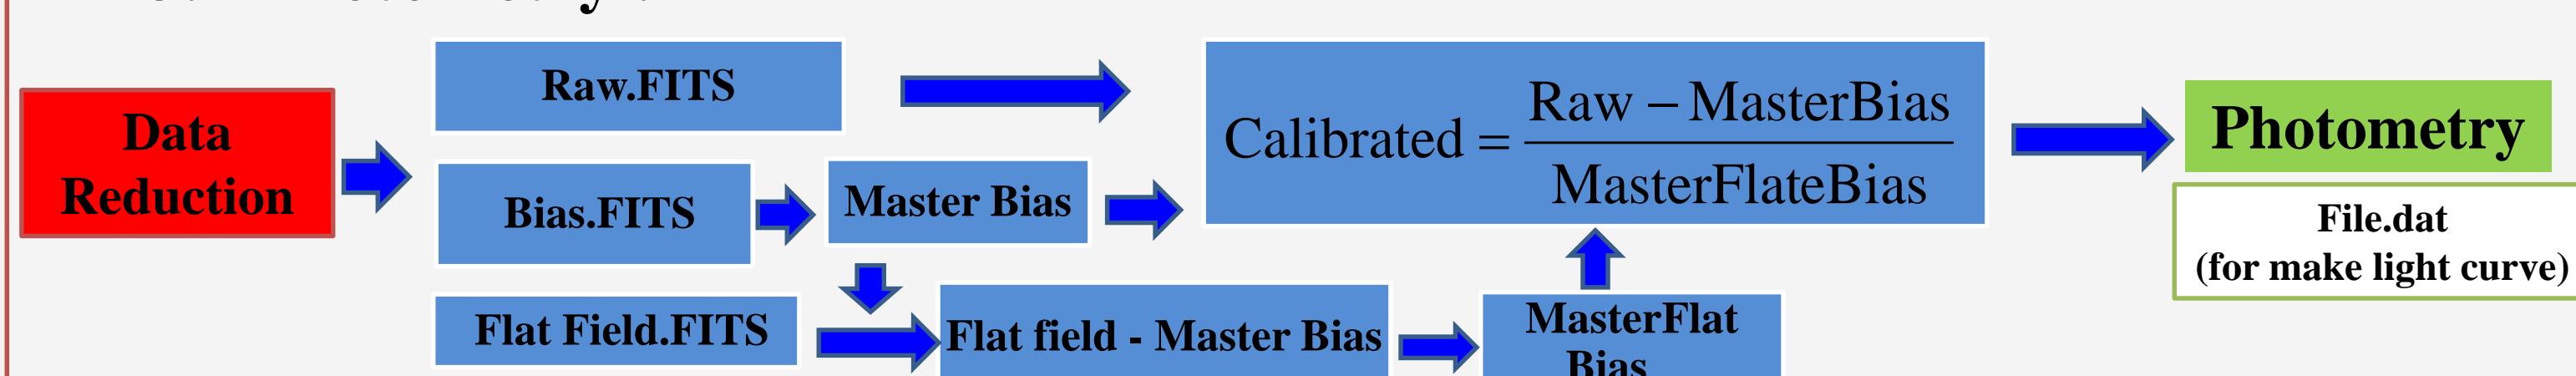 Data
Reduction
Raw.FITS
Bias.FITS
Master Bias
Flat Field.FITS
Flat field - Master Bias
MasterFlat
Bias
Calibrated = Raw – MasterBias
MasterFlateBias
Photometry
File.dat
(for make light curve)